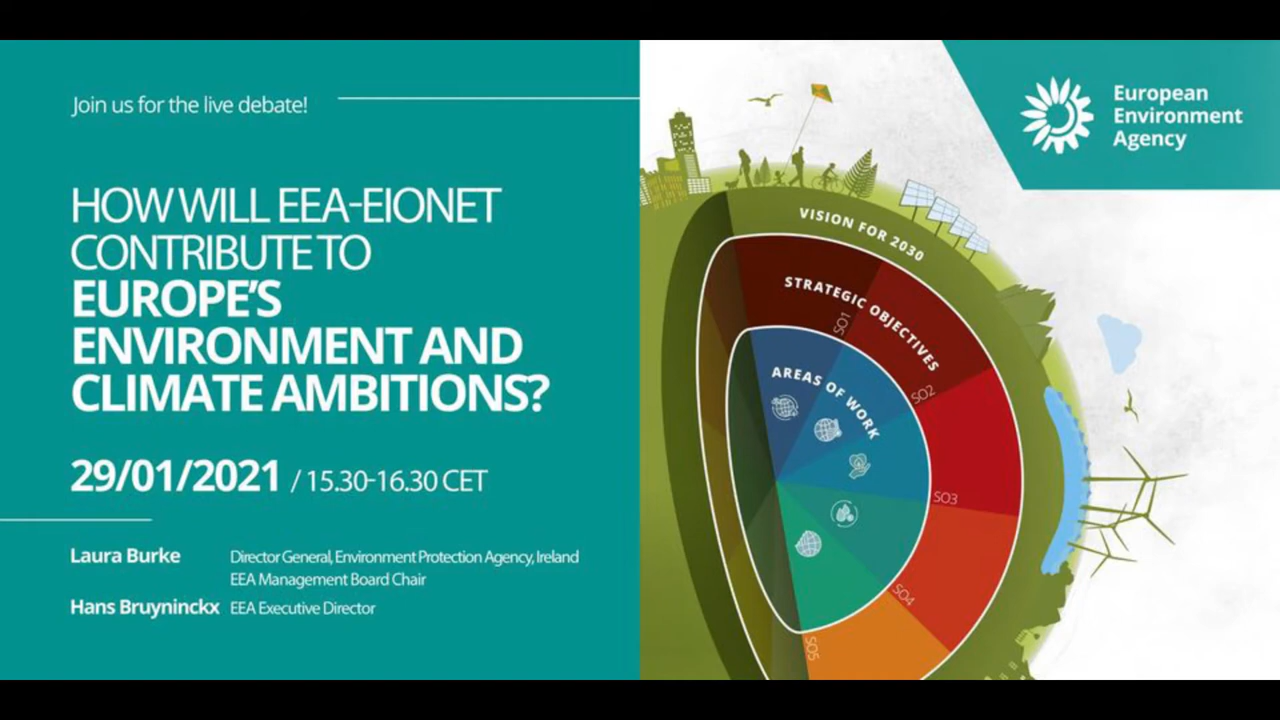 Join us for the live debate!
HOW WILL EEA-EIONET
CONTRIBUTE TO
EUROPE'S
ENVIRONMENT AND
CLIMATE AMBITIONS?
29/01/2021 / 15.30-16.30 CET
Laura Burke Director General, Environment Protection Agency, Ireland
EEA Management Board Chair
Hans Bruyninckx EEA Executive Director
European
Environment
Agency
VISION FOR 2030
STRATEGIC OBJECTIVES
SO1
SO2
AREAS OF WORK
SO3
SO4
SO5